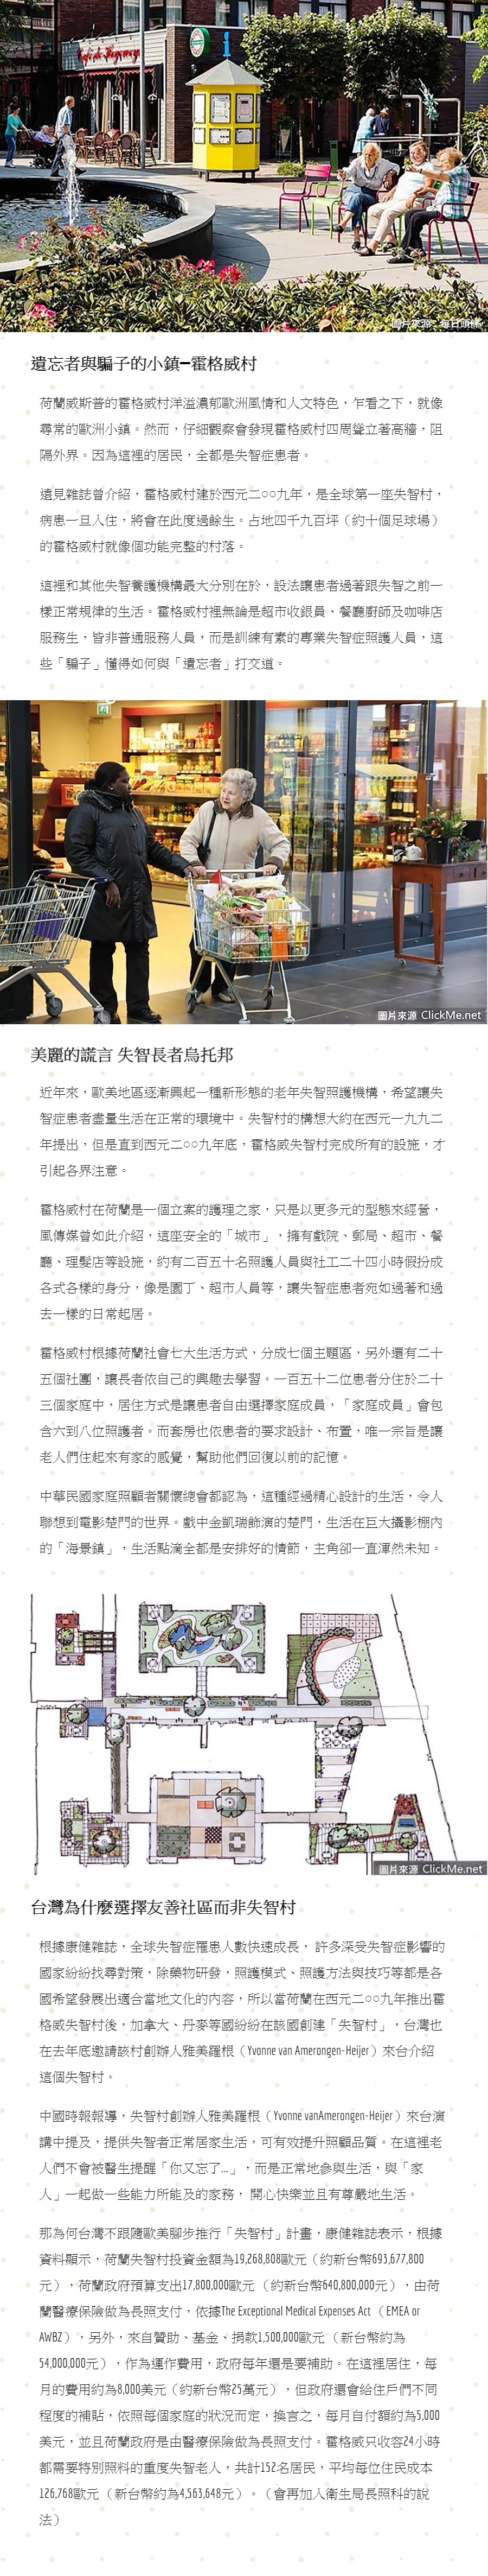 Café de Hogeweyk
圖片來源：每日頭條
遺忘者與騙子的小鎮━霍格威村
荷蘭威斯普的霍格威村洋溢濃郁歐洲風情和人文特色，乍看之下，就像
尋常的歐洲小鎮。然而，仔細觀察會發現霍格威村四周聳立著高牆，阻
隔外界。因為這裡的居民，全都是失智症患者。
遠見雜誌曾介紹，霍格威村建於西元二○○九年，是全球第一座失智村，
病患一旦入住，將會在此度過餘生。占地四千九百坪（約十個足球場）
的霍格威村就像個功能完整的村落。
這裡和其他失智養護機構最大分別在於，設法讓患者過著跟失智之前一
樣正常規律的生活。霍格威村裡無論是超市收銀員、餐廳廚師及咖啡店
服務生，皆非普通服務人員，而是訓練有素的專業失智症照護人員，這
些「騙子」懂得如何與「遺忘者」打交道。
圖片來源 ClickMe.net
美麗的謊言 失智長者烏托邦
近年來，歐美地區逐漸興起一種新形態的老年失智照護機構，希望讓失
智症患者盡量生活在正常的環境中。失智村的構想大約在西元一九九二
年提出，但是直到西元二○○九年底，霍格威失智村完成所有的設施，才
引起各界注意。
霍格威村在荷蘭是一個立案的護理之家，只是以更多元的型態來經營，
風傳媒曾如此介紹，這座安全的「城市」，擁有戲院、郵局、超市、餐
廳、理髮店等設施，約有二百五十名照護人員與社工二十四小時假扮成
各式各樣的身分，像是園丁、超市人員等，讓失智症患者宛如過著和過
去一樣的日常起居。
霍格威村根據荷蘭社會七大生活方式，分成七個主題區，另外還有二十
五個社團，讓長者依自己的興趣去學習。一百五十二位患者分住於二十
三個家庭中，居住方式是讓患者自由選擇家庭成員，「家庭成員」會包
含六到八位照護者。而套房也依患者的要求設計、布置，唯一宗旨是讓
老人們住起來有家的感覺，幫助他們回復以前的記憶。
中華民國家庭照顧者關懷總會都認為，這種經過精心設計的生活，令人
聯想到電影楚門的世界。戲中金凱瑞飾演的楚門，生活在巨大攝影棚內
的「海景鎮」，生活點滴全都是安排好的情節，主角卻一直渾然未知。
圖片來源 ClickMe.net
台灣為什麼選擇友善社區而非失智村
根據康健雜誌，全球失智症罹患人數快速成長， 許多深受失智症影響的
國家紛紛找尋對策，除藥物研發，照護模式、照護方法與技巧等都是各
國希望發展出適合當地文化的內容，所以當荷蘭在西元二○○九年推出霍
格威失智村後，加拿大、丹麥等國紛紛在該國創建「失智村」，台灣也
在去年底邀請該村創辦人雅美羅根（Yvonne van Amerongen-Heijer）來台介紹
這個失智村。
中國時報報導，失智村創辦人雅美羅根（Yvonne vanAmerongen-Heijer）來台演
講中提及，提供失智者正常居家生活，可有效提升照顧品質。在這裡老
人們不會被醫生提醒「你又忘了…」，而是正常地參與生活，與「家
人」一起做一些能力所能及的家務， 開心快樂並且有尊嚴地生活。
那為何台灣不跟隨歐美腳步推行「失智村」計畫，康健雜誌表示，根據
資料顯示，荷蘭失智村投資金額為19,268,808歐元（約新台幣693,677,800
元），荷蘭政府預算支出17,800,000歐元 （約新台幣640,800,000元），由荷
蘭醫療保險做為長照支付，依據The Exceptional Medical Expenses Act （EMEA or
AWBZ），另外，來自贊助、基金、捐款1,500,000歐元 （新台幣約為
54,000,000元），作為運作費用，政府每年還是要補助。在這裡居住，每
月的費用約為8,000美元（約新台幣25萬元），但政府還會給住戶們不同
程度的補貼，依照每個家庭的狀況而定，換言之，每月自付額約為5,000
美元，並且荷蘭政府是由醫療保險做為長照支付。霍格威只收容24小時
都需要特別照料的重度失智老人，共計152名居民，平均每位住民成本
126,768歐元（新台幣約為4,563,648元）。（會再加入衛生局長照科的說
法）